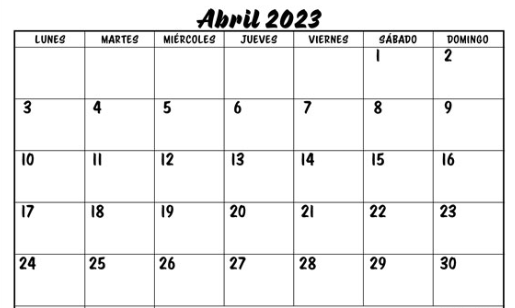 Abril 2023
LUNES MARTES MIÉRCOLES JUEVES VIERNES SÁBADO DOMINGO
1 2
3 4 5 6 7 8 9
10 11 12 13 14 15 16
17 18 19 20 21 22 23
24 25 26 27 28 29 30